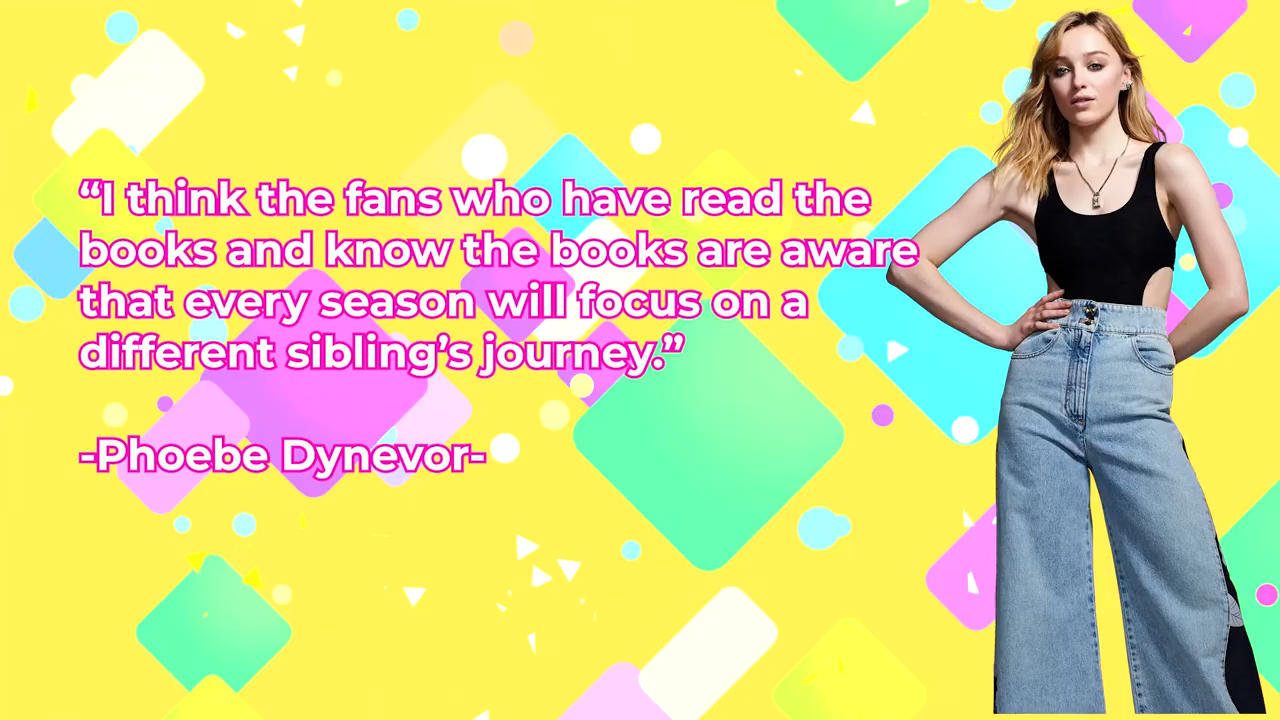 “I think the fans who have read the
books and know the books are aware
that every season will focus on a
different sibling’s journey.”
-Phoebe Dynevor-